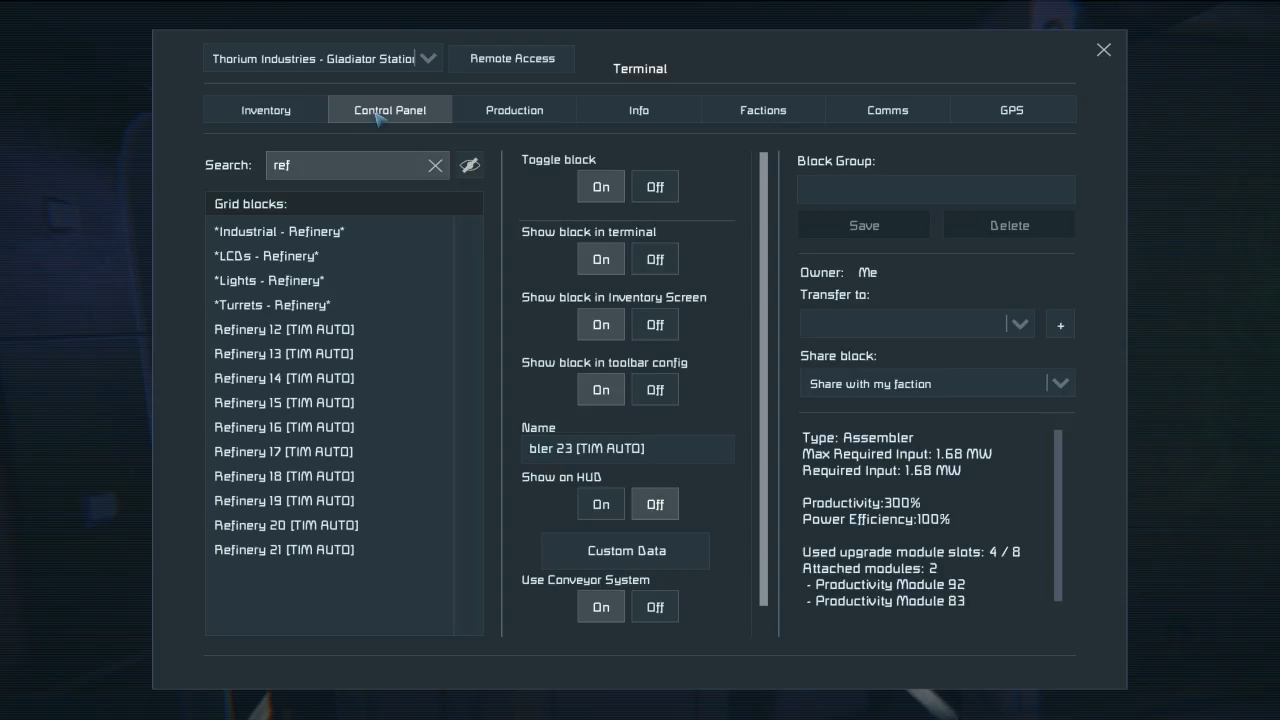 Thorium Industries - Gladiator Station
Remote Access
Terminal
Inventory
Control Panel
Production
Info
Factions
Comms
GPS
Search:
ref
Grid blocks:
*Industrial - Refinery*
*LCDs - Refinery*
*Lights - Refinery*
*Turrets - Refinery*
Refinery 12 [TIM AUTO]
Refinery 13 [TIM AUTO]
Refinery 14 [TIM AUTO]
Refinery 15 [TIM AUTO]
Refinery 16 [TIM AUTO]
Refinery 17 [TIM AUTO]
Refinery 18 [TIM AUTO]
Refinery 19 [TIM AUTO]
Refinery 20 [TIM AUTO]
Refinery 21 [TIM AUTO]
Toggle block
On Off
Show block in terminal
On Off
Show block in Inventory Screen
On Off
Show block in toolbar config
On Off
Name
bler 23 [TIM AUTO]
Show on HUD
On Off
Custom Data
Use Conveyor System
On Off
Block Group:
Save
Delete
Owner: Me
Transfer to:
+
Share block:
Share with my faction
Type: Assembler
Max Required Input: 1.68 MW
Required Input: 1.68 MW
Productivity:300%
Power Efficiency:100%
Used upgrade module slots: 4 / 8
Attached modules: 2
- Productivity Module 92
- Productivity Module 83